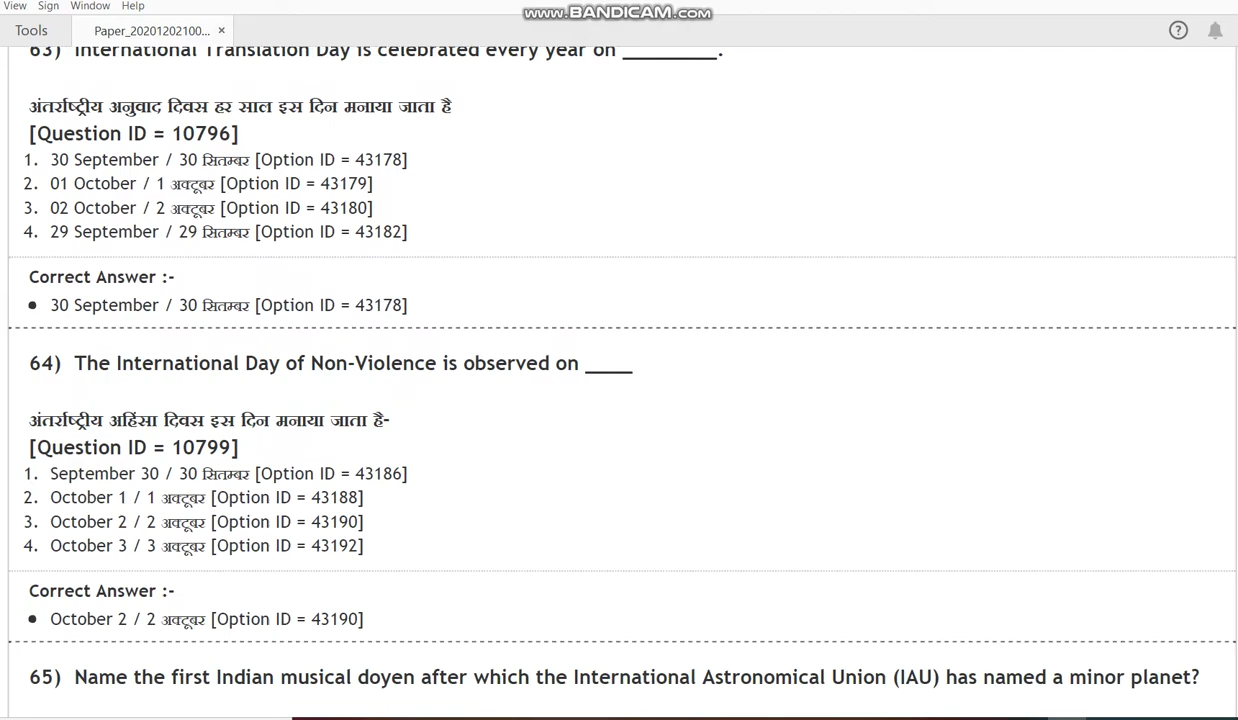 View Sign Window Help
www.BANDICAM.com
Tools Paper_20201202100... ×
63) International Translation Day is celebrated every year on _________.
अंतर्राष्ट्रीय अनुवाद दिवस हर साल इस दिन मनाया जाता है
[Question ID = 10796]
1. 30 September / 30 सितम्बर [Option ID = 43178]
2. 01 October / 1 अक्टूबर [Option ID = 43179]
3. 02 October / 2 अक्टूबर [Option ID = 43180]
4. 29 September / 29 सितम्बर [Option ID = 43182]
Correct Answer :-
• 30 September / 30 सितम्बर [Option ID = 43178]
64) The International Day of Non-Violence is observed on ____
अंतर्राष्ट्रीय अहिंसा दिवस इस दिन मनाया जाता है-
[Question ID = 10799]
1. September 30 / 30 सितम्बर [Option ID = 43186]
2. October 1 / 1 अक्टूबर [Option ID = 43188]
3. October 2 / 2 अक्टूबर [Option ID = 43190]
4. October 3 / 3 अक्टूबर [Option ID = 43192]
Correct Answer :-
• October 2 / 2 अक्टूबर [Option ID = 43190]
65) Name the first Indian musical doyen after which the International Astronomical Union (IAU) has named a minor planet?